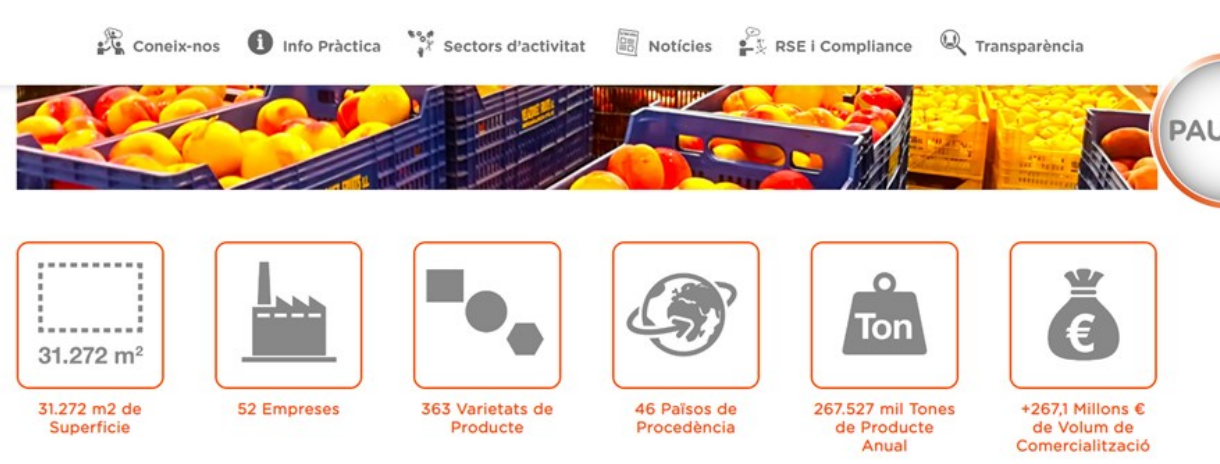 Coneix-nos
Info Pràctica
Sectors d'activitat
Notícies
RSE i Compliance
Transparència
PAU
31.272 m²
Ton
€
31.272 m2 de
Superficie
52 Empreses
363 Varietats de
Producte
46 Països de
Procedència
267.527 mil Tones
de Producte
Anual
+267,1 Millons €
de Volum de
Comercialització